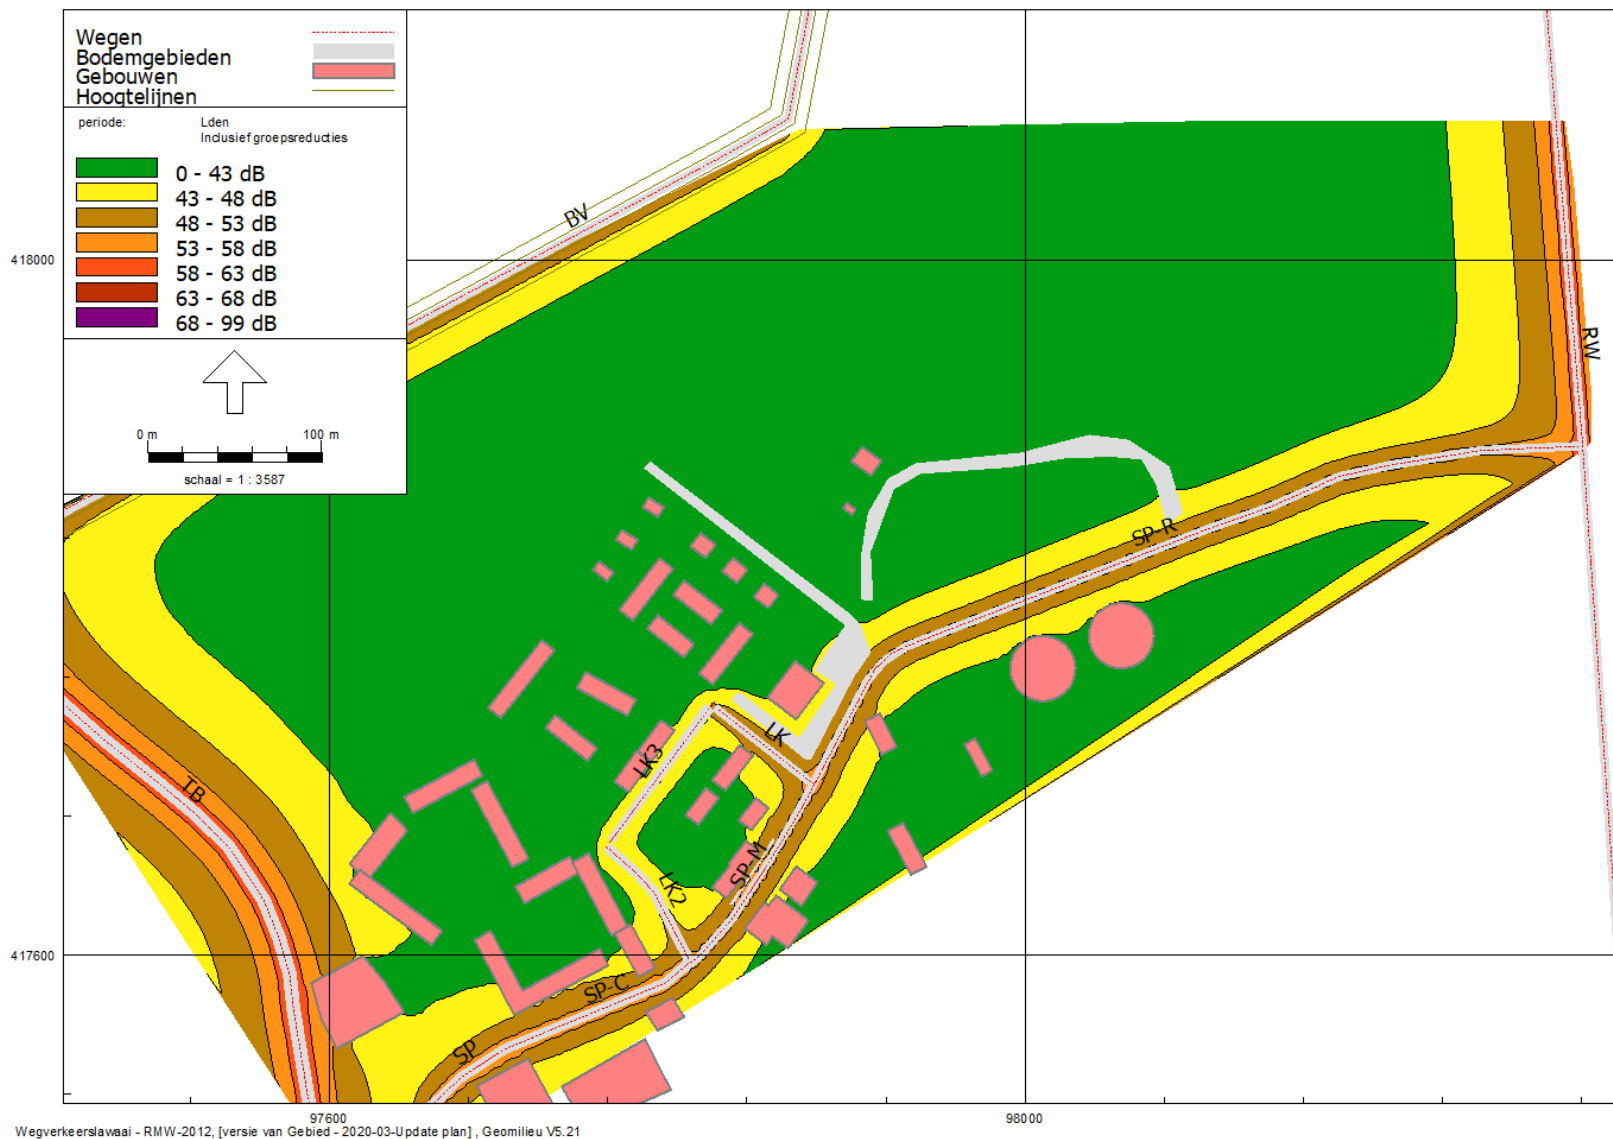 Wegen
Bodemgebieden
Gebouwen
Hoogtelijnen
periode: Lden
Inclusief groepsreducties
0 - 43 dB
43 - 48 dB
48 - 53 dB
53 - 58 dB
58 - 63 dB
63 - 68 dB
68 - 99 dB
0 m 100 m
schaal = 1 : 3587
BV
418000
RW
SP-R
LK
LK3
TB
SP-M
LK2
417600
SP-C
SP
97600 98000
Wegverkeerslawaai - RMW-2012, [versie van Gebied - 2020-03-Update plan] , Geomilieu V5.21